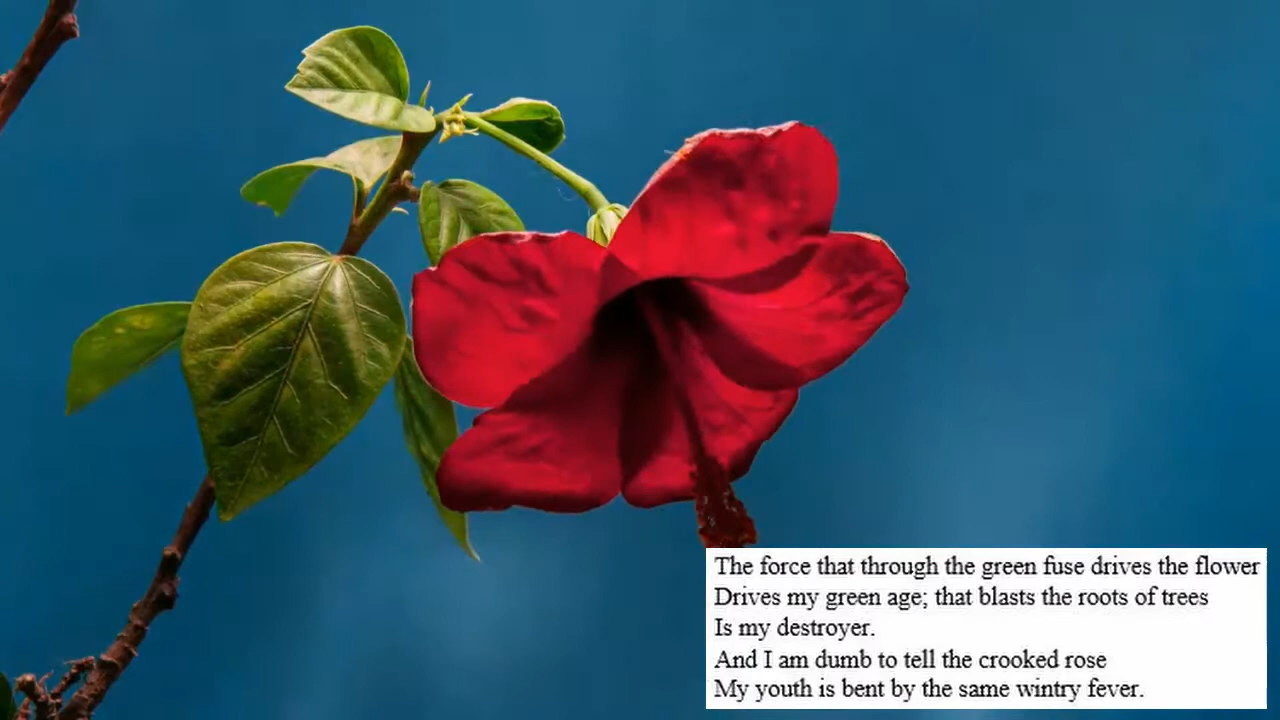 The force that through the green fuse drives the flower
Drives my green age; that blasts the roots of trees
Is my destroyer.
And I am dumb to tell the crooked rose
My youth is bent by the same wintry fever.